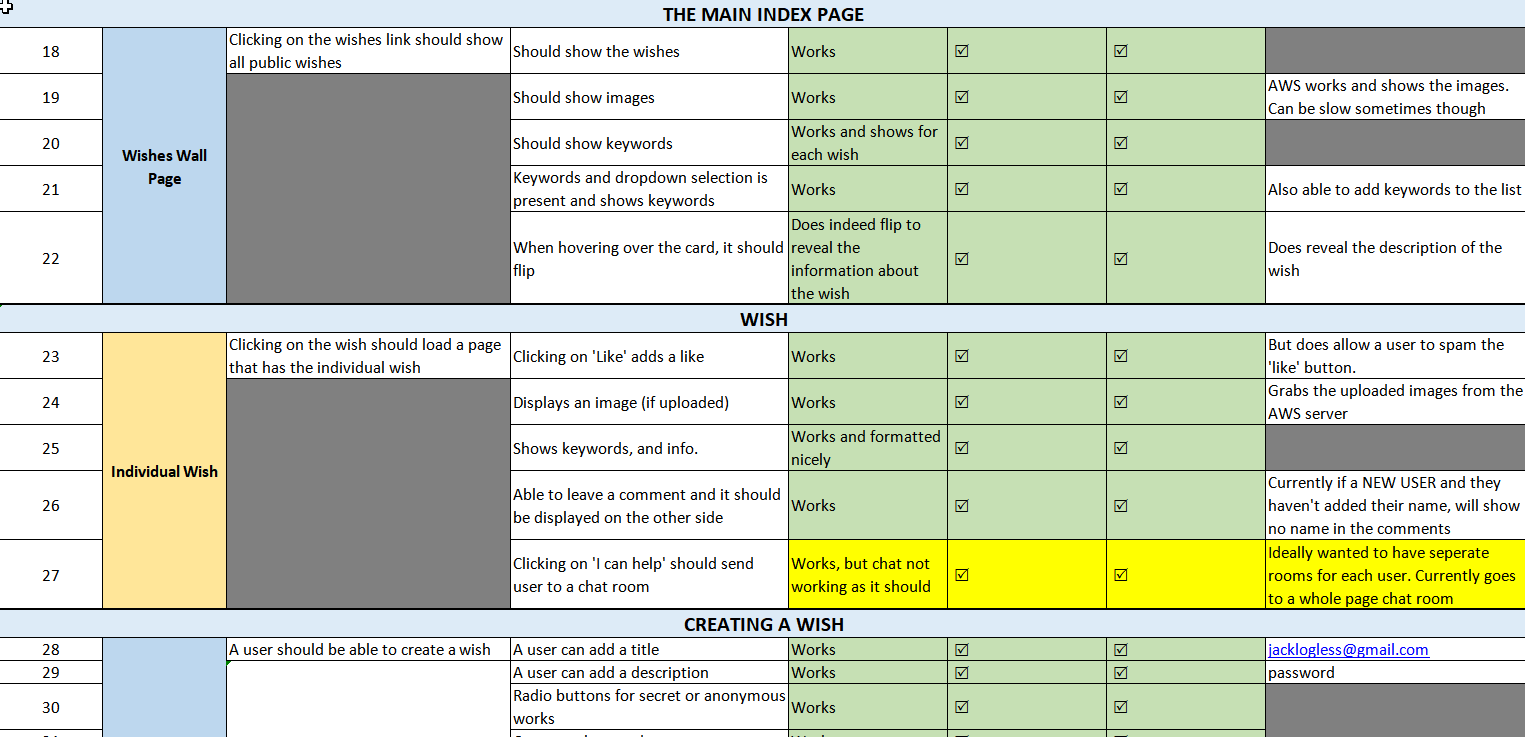 THE MAIN INDEX PAGE
18
Clicking on the wishes link should show
all public wishes
Should show the wishes
Works
☑
☑
19
Should show images
Works
☑
☑
AWS works and shows the images.
Can be slow sometimes though
Wishes Wall
Page
20
Should show keywords
Works and shows for
each wish
☑
☑
21
Keywords and dropdown selection is
present and shows keywords
Works
☑
☑
Also able to add keywords to the list
22
When hovering over the card, it should
flip
Does indeed flip to
reveal the
information about
the wish
☑
☑
Does reveal the description of the
wish
WISH
23
Clicking on the wish should load a page
that has the individual wish
Clicking on 'Like' adds a like
Works
☑
☑
But does allow a user to spam the
'like' button.
24
Displays an image (if uploaded)
Works
☑
☑
Grabs the uploaded images from the
AWS server
Individual Wish
25
Shows keywords, and info.
Works and formatted
nicely
☑
☑
26
Able to leave a comment and it should
be displayed on the other side
Works
☑
☑
Currently if a NEW USER and they
haven't added their name, will show
no name in the comments
27
Clicking on 'I can help' should send
user to a chat room
Works, but chat not
working as it should
☑
☑
Ideally wanted to have seperate
rooms for each user. Currently goes
to a whole page chat room
CREATING A WISH
28
A user should be able to create a wish
A user can add a title
Works
☑
☑
jacklogless@gmail.com
29
A user can add a description
Works
☑
☑
password
30
Radio buttons for secret or anonymous
works
Works
☑
☑